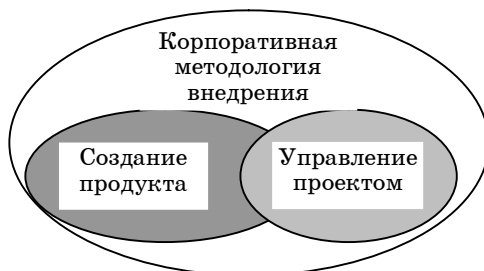 Корпоративная
методология
внедрения
Создание
продукта
Управление
проектом